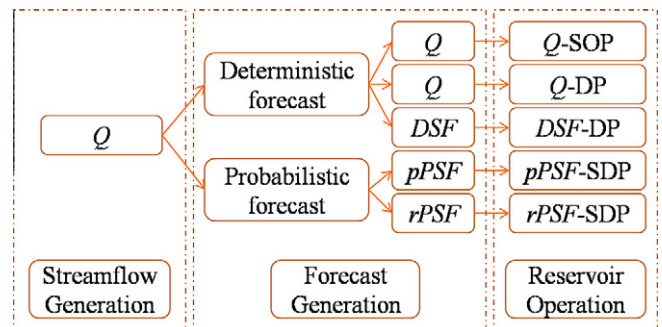 Q
Deterministic
forecast
Probabilistic
forecast
Q
Q
DSF
pPSF
rPSF
Q-SOP
Q-DP
DSF-DP
pPSF-SDP
rPSF-SDP
Streamflow
Generation
Forecast
Generation
Reservoir
Operation